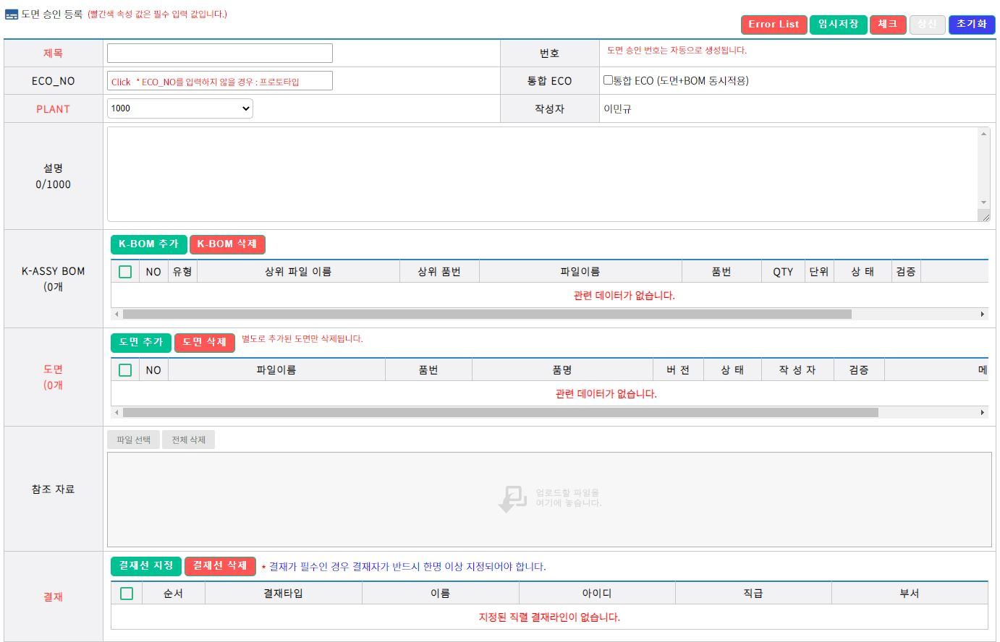 도면 승인 등록 (빨간색 속성 값은 필수 입력 값입니다.)
Error List 임시저장 체크 상신 초기화
제목 번호 도면 승인 번호는 자동으로 생성됩니다.
ECO_NO Click * ECO_NO를 입력하지 않을 경우 : 프로토타입 통합 ECO 통합 ECO (도면+BOM 동시적용)
PLANT 1000 작성자 이민규
설명
0/1000
K-BOM 추가 K-BOM 삭제
K-ASSY BOM
(0개
NO 유형 상위 파일 이름 상위 품번 파일이름 품번 QTY 단위 상 태 검증
관련 데이터가 없습니다.
도면 추가 도면 삭제 별도로 추가된 도면만 삭제됩니다.
도면
(0개
NO 파일이름 품번 품명 버 전 상 태 작 성 자 검증 메
관련 데이터가 없습니다.
파일 선택 전체 삭제
참조 자료
업로드할 파일을
여기에 놓습니다.
결재선 지정 결재선 삭제 * 결재가 필수인 경우 결재자가 반드시 한명 이상 지정되어야 합니다.
결재
순서 결재타입 이름 아이디 직급 부서
지정된 직렬 결재라인이 없습니다.